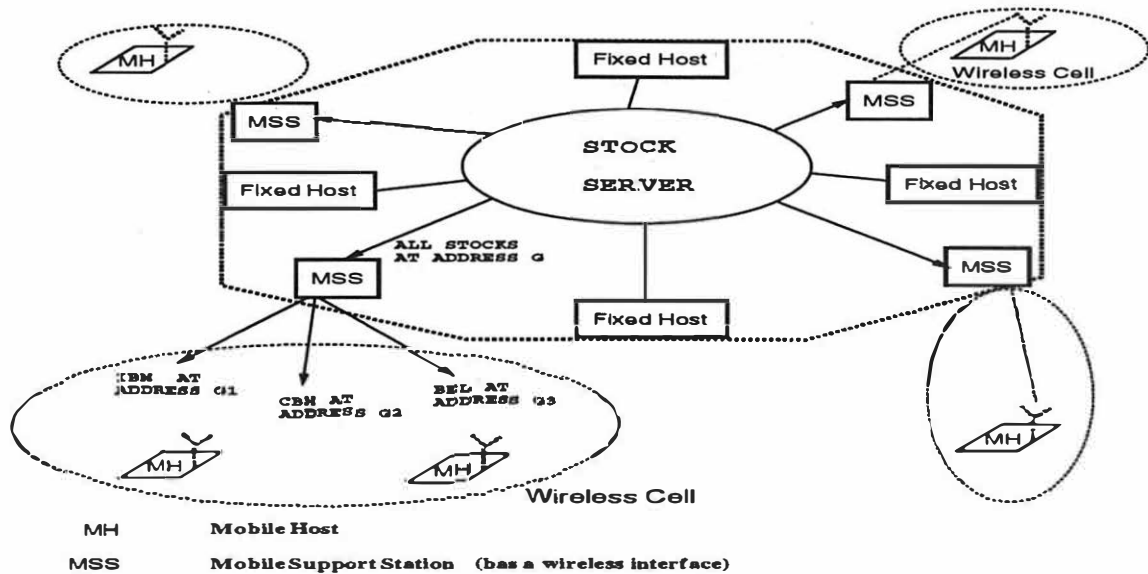 MH
Fixed Host
MH
Wireless Cell
MSS
MSS
STOCK
SERVER
Fixed Host
Fixed Host
ALL STOCKS
AT ADDRESS G
MSS
MSS
Fixed Host
IBM AT
ADDRESS G1
CBM AT
ADDRESS G2
BEL AT
ADDRESS G3
MH
MH
MH
Wireless Cell
MH Mobile Host
MSS Mobile Support Station (has a wireless interface)